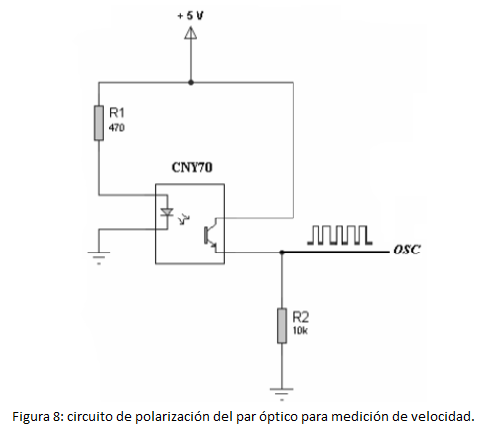 + 5 V
R1
470
CNY70
OSC
R2
10k
Figura 8: circuito de polarización del par óptico para medición de velocidad.